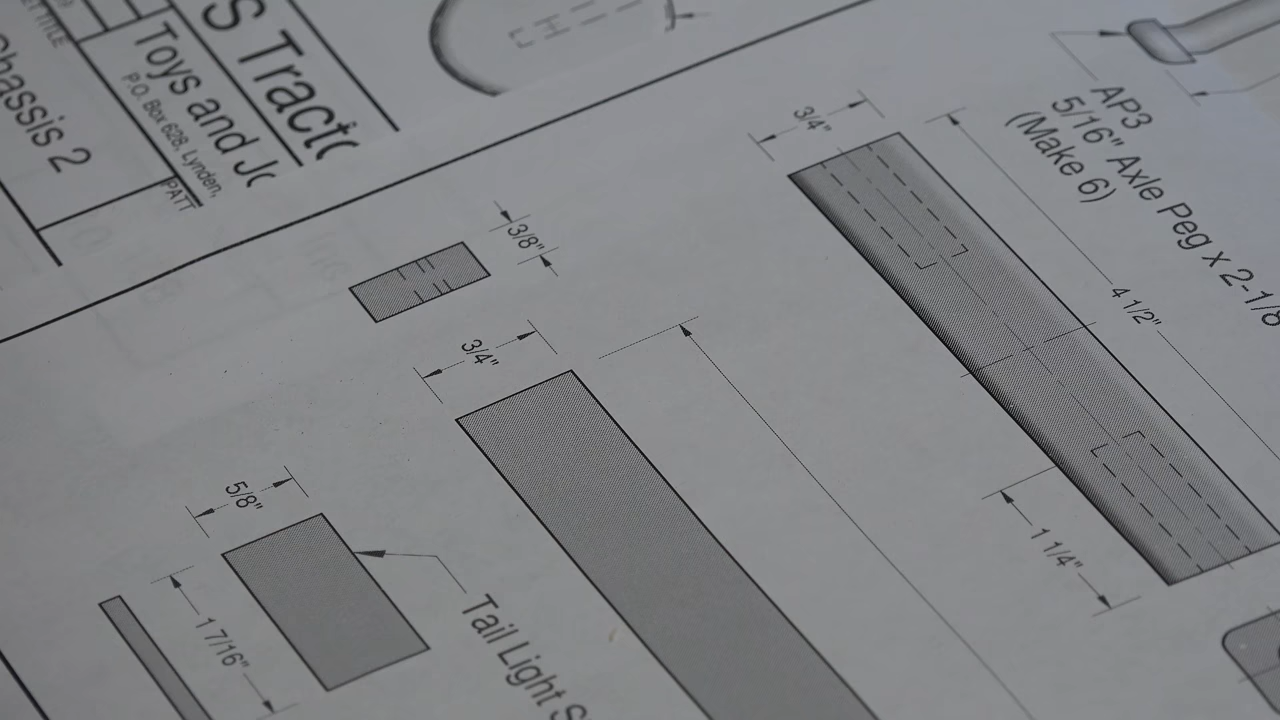 S Tract
Toys and Jo
P.O. Box 628, Lynden,
PATT
TITLE
Chassis 2
AP3
5/16" Axle Peg x 2-1/8
(Make 6)
3/4"
4 1/2"
1 1/4"
3/8"
3/4"
5/8"
1 7/16"
Tail Light S